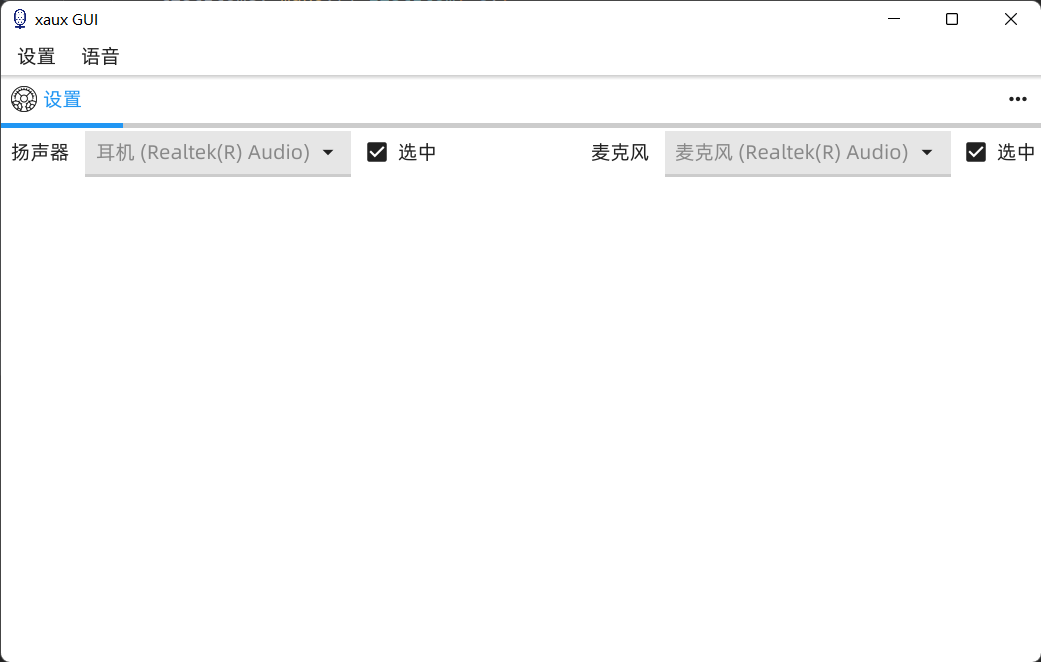 xaux GUI
设置 语音
设置
扬声器 耳机 (Realtek(R) Audio) 选中 麦克风 麦克风 (Realtek(R) Audio) 选中